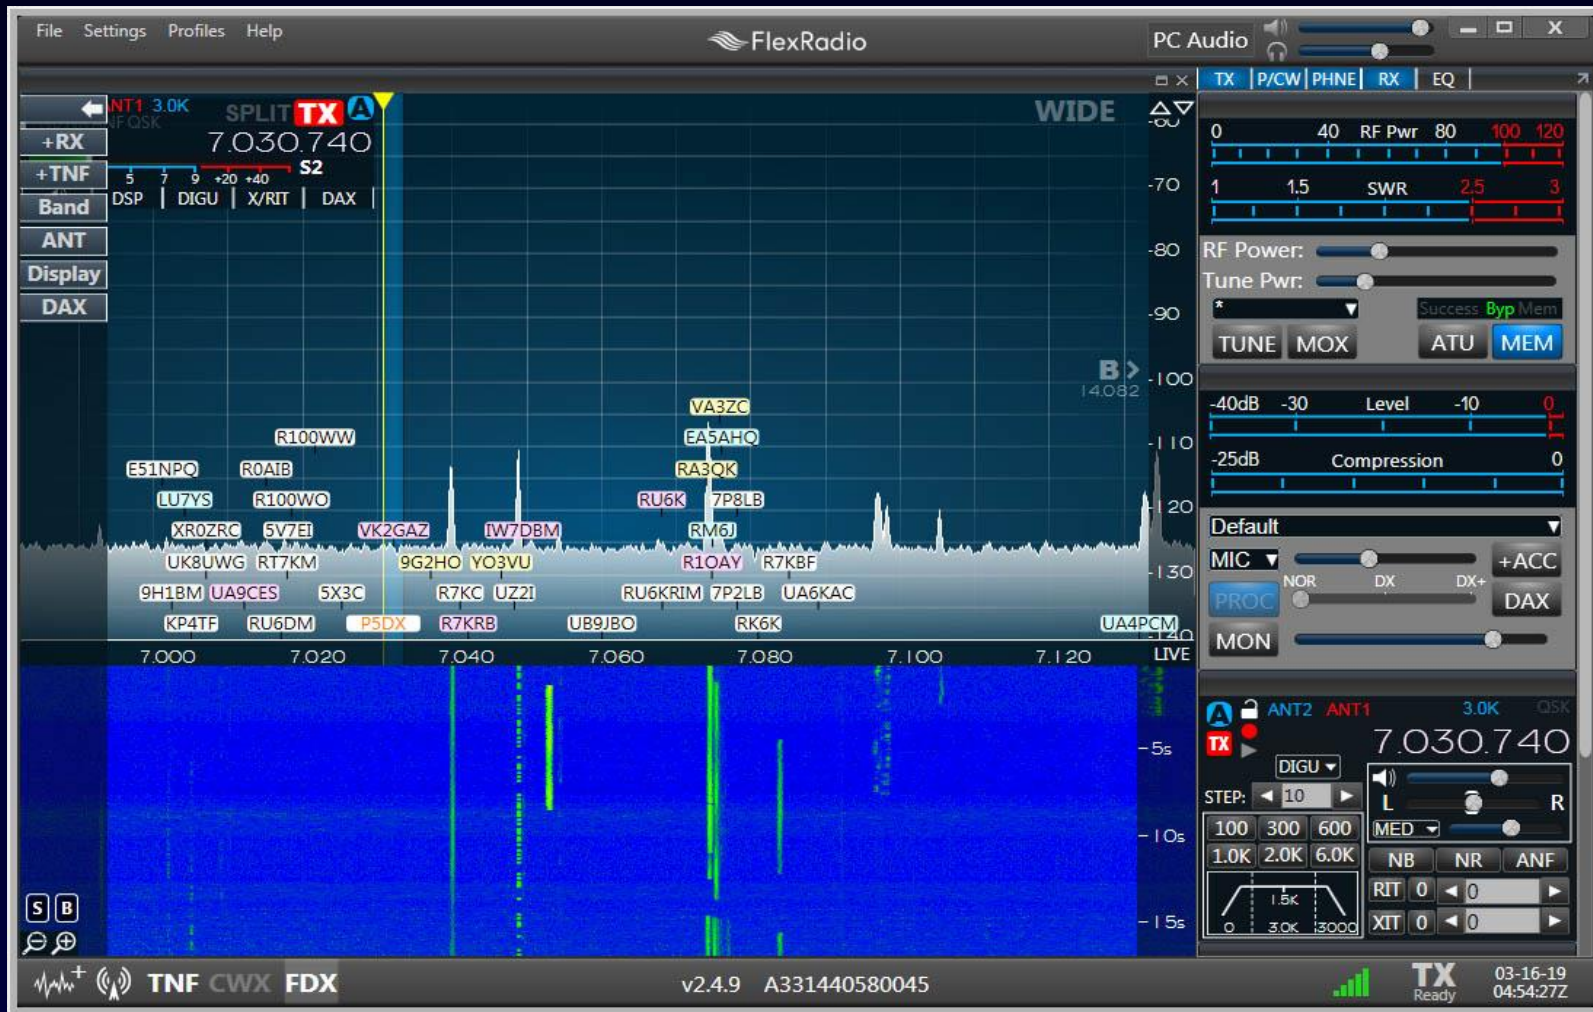 File Settings Profiles Help
FlexRadio
PC Audio
X
ANT1 3.0K SPLIT TX A
NF QSK
7.030.740
S2
5 7 9 +20 +40
DSP DIGU X/RIT DAX
+RX
+TNF
Band
ANT
Display
DAX
WIDE
-60
-70
-80
-90
-100
-110
-120
-130
-140
B >
14.082
VA3ZC
R100WW EA5AHQ
E51NPQ R0AIB RA3QK
LU7YS R100WO RU6K 7P8LB
XR0ZRC 5V7EI VK2GAZ IW7DBM RM6J
UK8UWG RT7KM 9G2HO YO3VU R1OAY R7KBF
9H1BM UA9CES 5X3C R7KC UZ2I RU6KRIM 7P2LB UA6KAC
KP4TF RU6DM P5DX R7KRB UB9JBO RK6K UA4PCM
7.000 7.020 7.040 7.060 7.080 7.100 7.120 LIVE
-5s
-10s
-15s
S B
TX P/CW PHNE RX EQ
0 40 RF Pwr 80 100 120
1 1.5 SWR 2.5 3
RF Power:
Tune Pwr:
* Success Byp Mem
TUNE MOX ATU MEM
-40dB -30 Level -10 0
-25dB Compression 0
Default
MIC +ACC
NOR DX DX+
PROC DAX
MON
A ANT2 ANT1 3.0K QSK
TX 7.030.740
DIGU
STEP: 10
L R
100 300 600 MED
1.0K 2.0K 6.0K NB NR ANF
RIT 0 0
1.5K
XIT 0 0
0 3.0K 3000
TNF CWX FDX
v2.4.9 A331440580045
TX
Ready
03-16-19
04:54:27Z